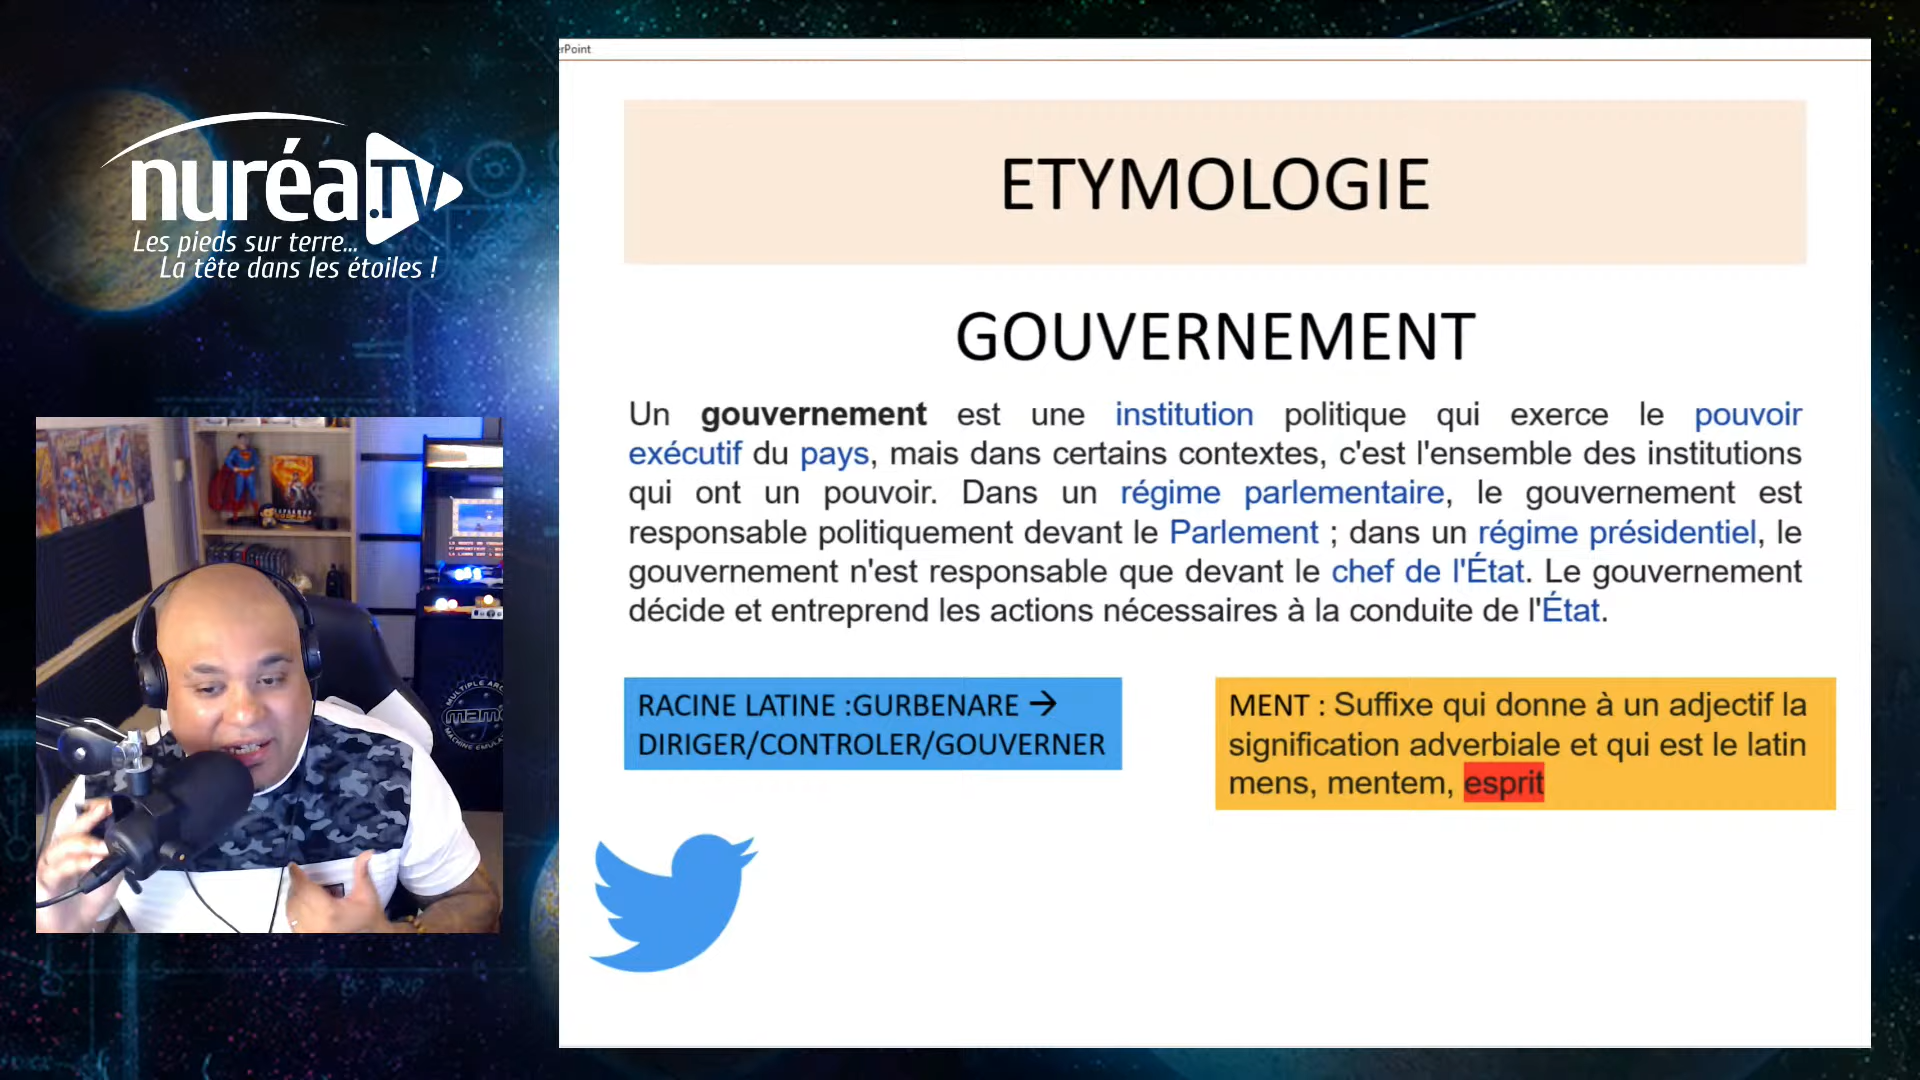 erPoint
nuréa.TV
Les pieds sur terre...
La tête dans les étoiles !
ETYMOLOGIE
GOUVERNEMENT
Un gouvernement est une institution politique qui exerce le pouvoir
exécutif du pays, mais dans certains contextes, c'est l'ensemble des institutions
qui ont un pouvoir. Dans un régime parlementaire, le gouvernement est
responsable politiquement devant le Parlement ; dans un régime présidentiel, le
gouvernement n'est responsable que devant le chef de l'État. Le gouvernement
décide et entreprend les actions nécessaires à la conduite de l'État.
RACINE LATINE :GURBENARE →
DIRIGER/CONTROLER/GOUVERNER
MENT : Suffixe qui donne à un adjectif la
signification adverbiale et qui est le latin
mens, mentem, esprit